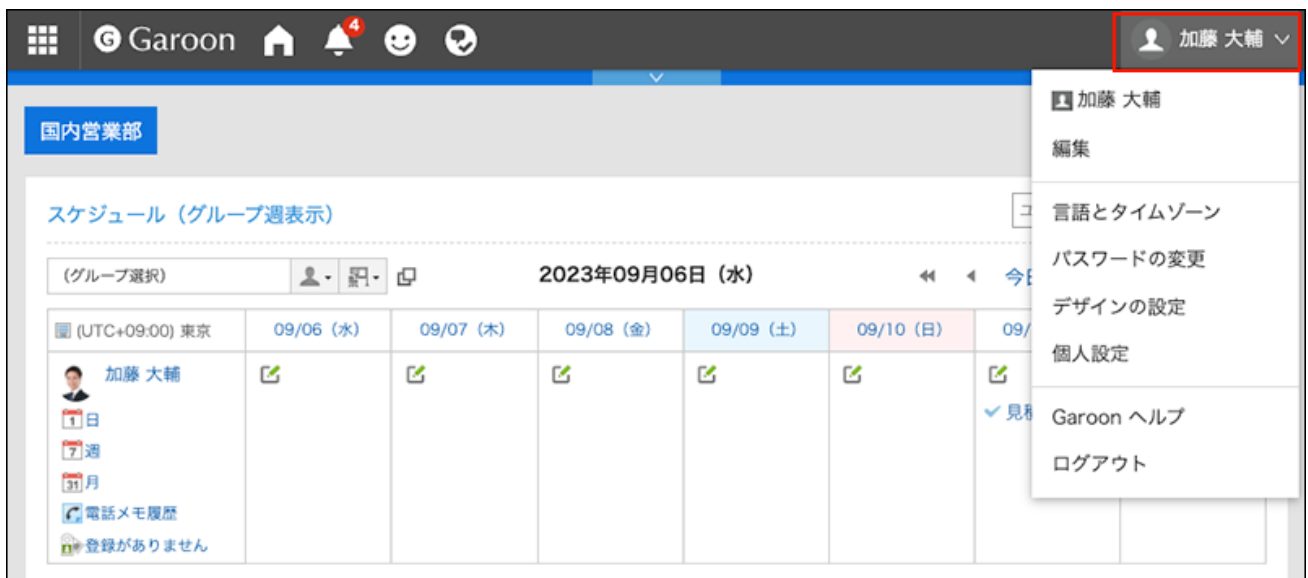 Garoon 4 加藤 大輔
加藤 大輔
編集
言語とタイムゾーン
パスワードの変更
デザインの設定
個人設定
Garoon ヘルプ
ログアウト
国内営業部
スケジュール（グループ週表示）
(グループ選択) 2023年09月06日（水）
(UTC+09:00) 東京 09/06（水） 09/07（木） 09/08（金） 09/09（土） 09/10（日） 09/
加藤 大輔
1 日
7 週
31 月
電話メモ履歴
登録がありません